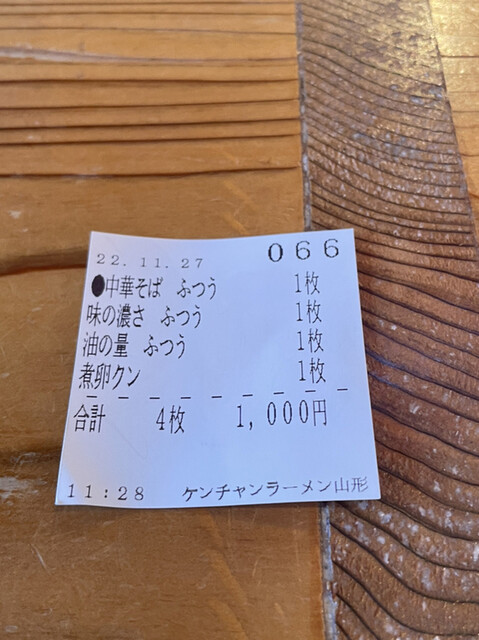 22.11.27 066
●中華そば ふつう 1枚
味の濃さ ふつう 1枚
油の量 ふつう 1枚
煮卵クン 1枚
合計 4枚 1,000円
11:28 ケンチャンラーメン山形